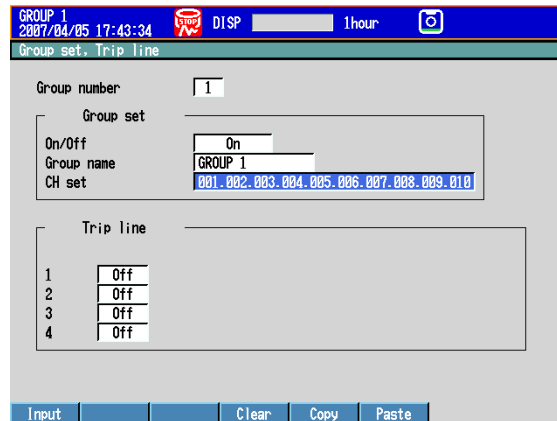 GROUP 1
2007/04/05 17:43:34 STOP DISP 1hour
Group set, Trip line
Group number 1
Group set
On/Off On
Group name GROUP 1
CH set 001.002.003.004.005.006.007.008.009.010
Trip line
1 Off
2 Off
3 Off
4 Off
Input Clear Copy Paste